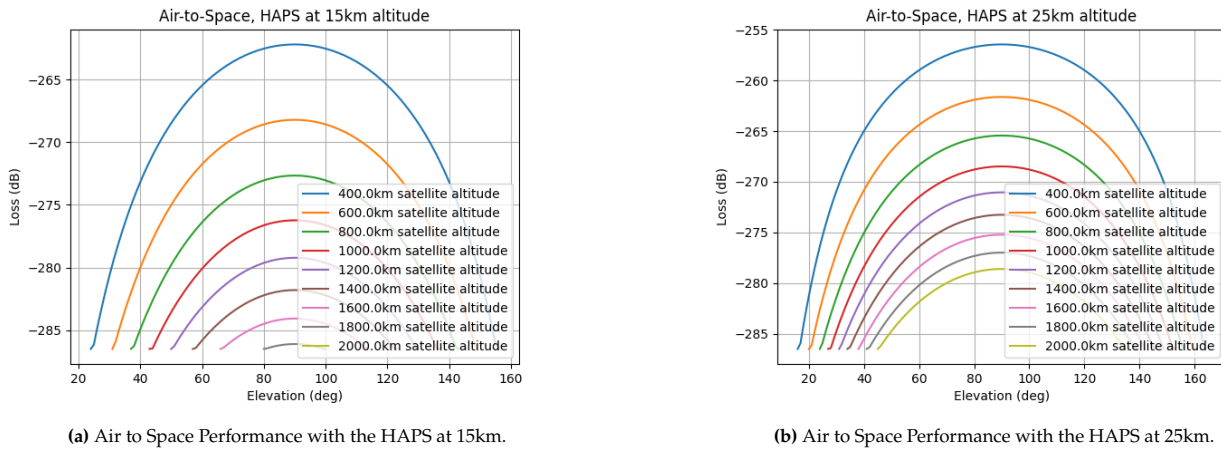 Air-to-Space, HAPS at 15km altitude
Loss (dB)
−265
−270
−275
−280
−285
400.0km satellite altitude
600.0km satellite altitude
800.0km satellite altitude
1000.0km satellite altitude
1200.0km satellite altitude
1400.0km satellite altitude
1600.0km satellite altitude
1800.0km satellite altitude
2000.0km satellite altitude
20 40 60 80 100 120 140 160
Elevation (deg)
(a) Air to Space Performance with the HAPS at 15km.
Air-to-Space, HAPS at 25km altitude
Loss (dB)
−255
−260
−265
−270
−275
−280
−285
400.0km satellite altitude
600.0km satellite altitude
800.0km satellite altitude
1000.0km satellite altitude
1200.0km satellite altitude
1400.0km satellite altitude
1600.0km satellite altitude
1800.0km satellite altitude
2000.0km satellite altitude
20 40 60 80 100 120 140 160
Elevation (deg)
(b) Air to Space Performance with the HAPS at 25km.